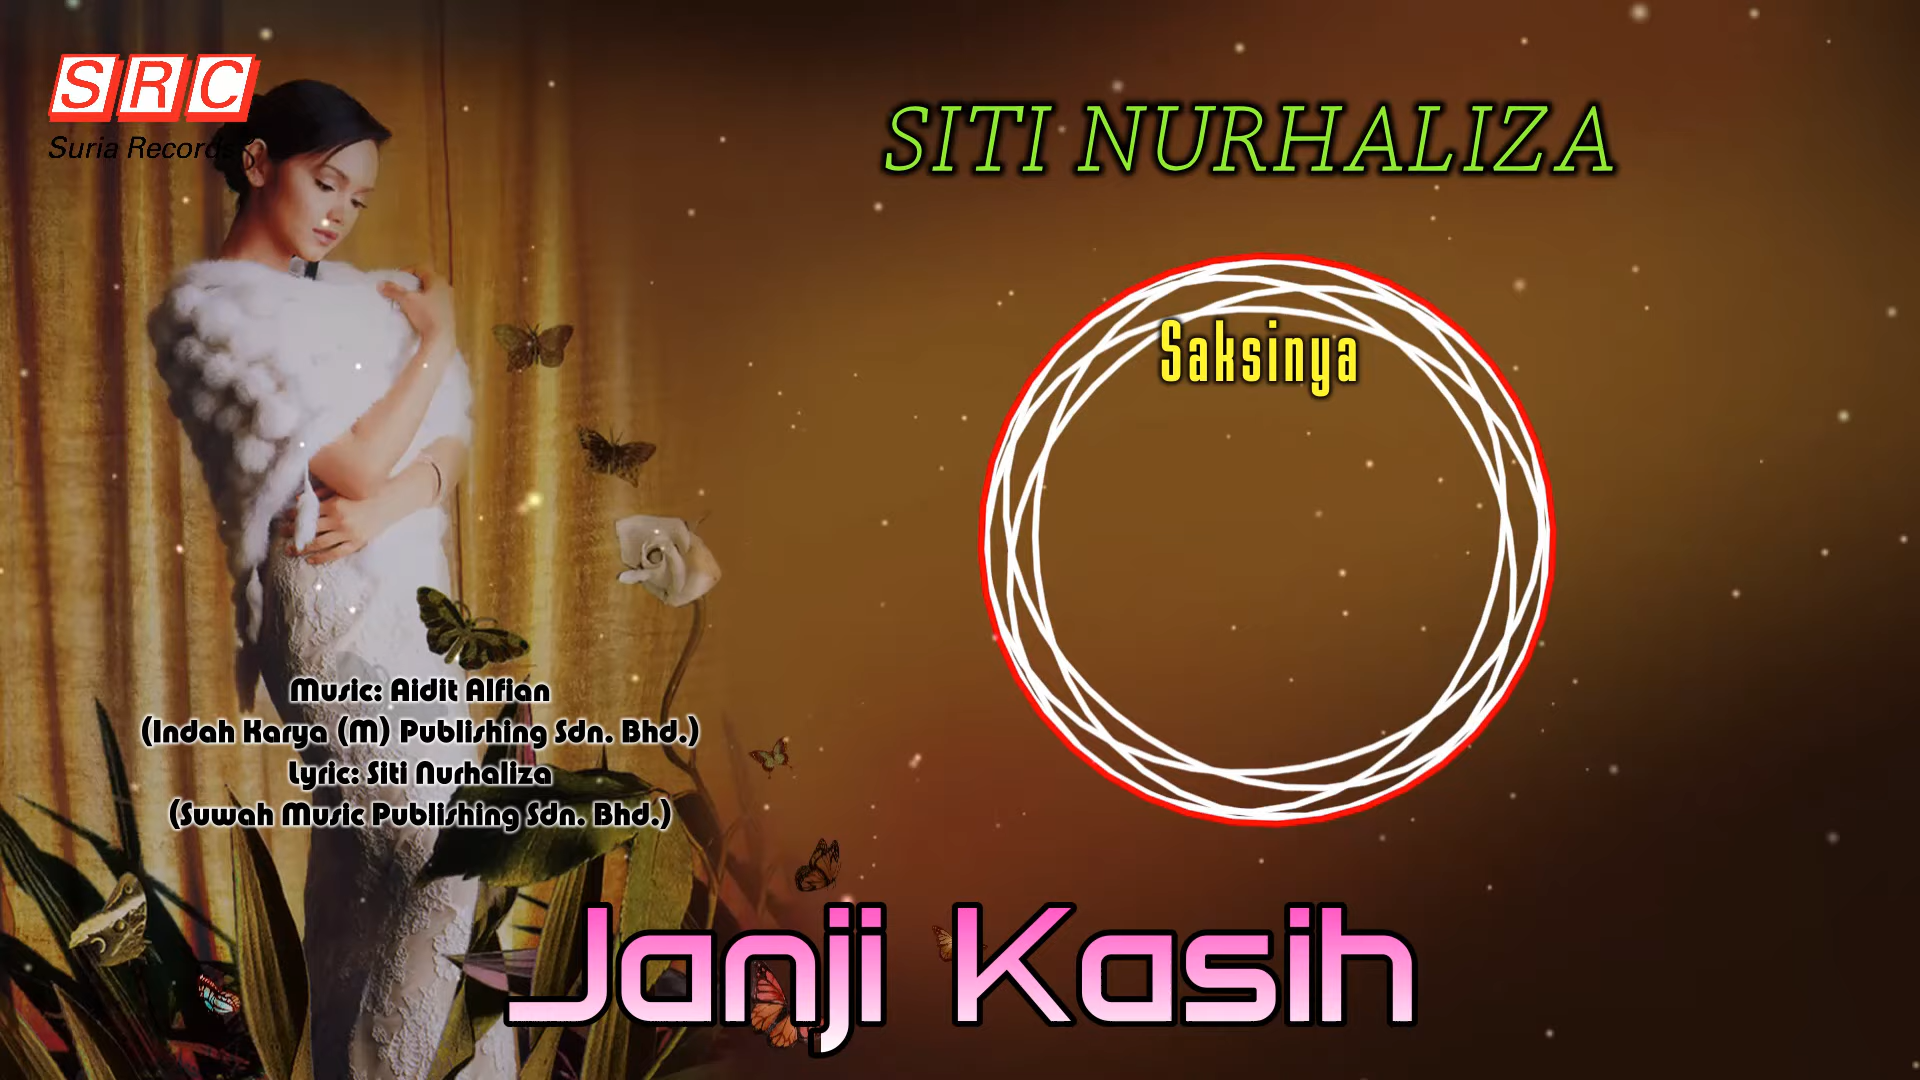 SRC
Suria Records
SITI NURHALIZA
Saksinya
Music: Aidit Alfian
(Indah Karya (M) Publishing Sdn. Bhd.)
Lyric: Siti Nurhaliza
(Suwah Music Publishing Sdn. Bhd.)
Janji Kasih